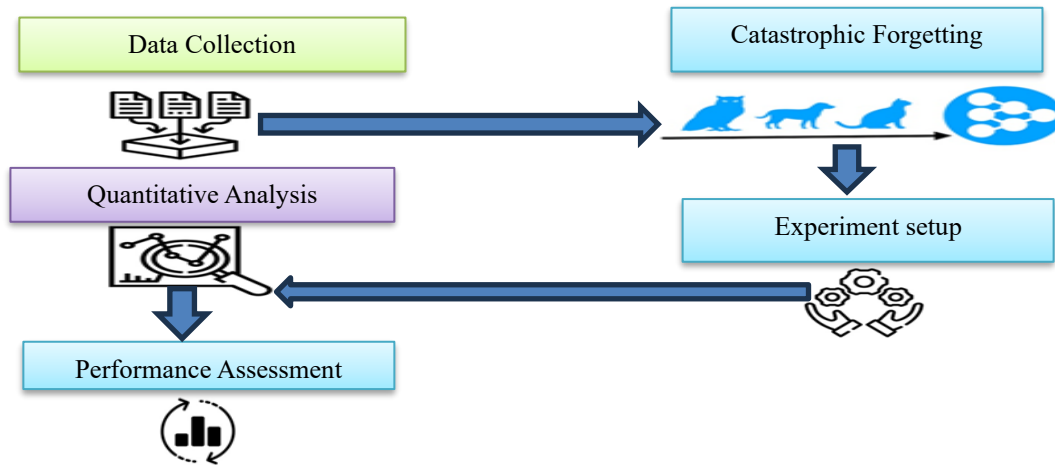 Data Collection
Catastrophic Forgetting
Quantitative Analysis
Experiment setup
Performance Assessment